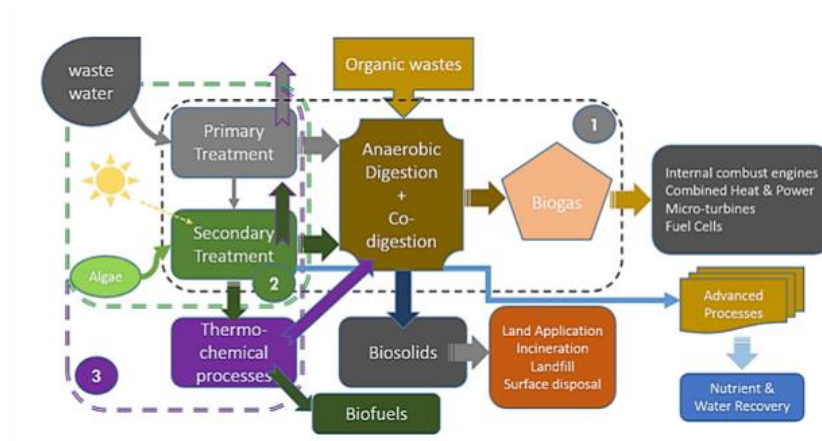 waste
water
Organic wastes
1
Primary
Treatment
Anaerobic
Digestion
+
Co-
digestion
Biogas
Internal combust engines
Combined Heat & Power
Micro-turbines
Fuel Cells
Secondary
Treatment
Algae
2
Advanced
Processes
Thermo-
chemical
processes
3
Biosolids
Land Application
Incineration
Landfill
Surface disposal
Biofuels
Nutrient &
Water Recovery